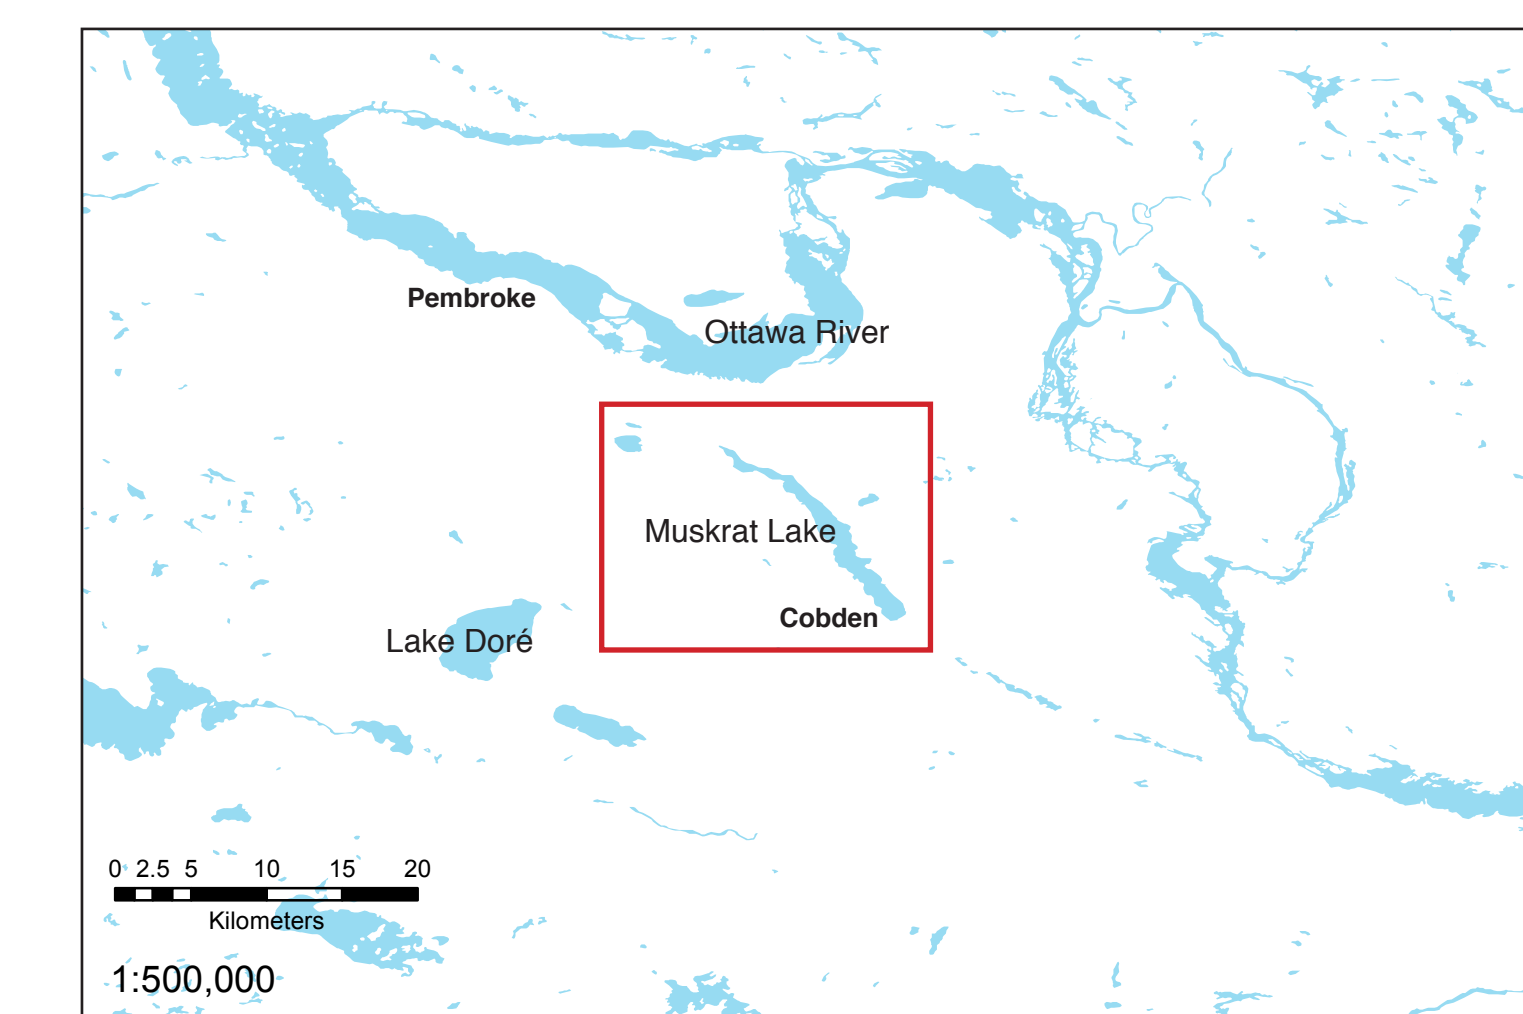 Pembroke
Ottawa River
Muskrat Lake
Cobden
Lake Doré
0 2.5 5 10 15 20
Kilometers
1:500,000